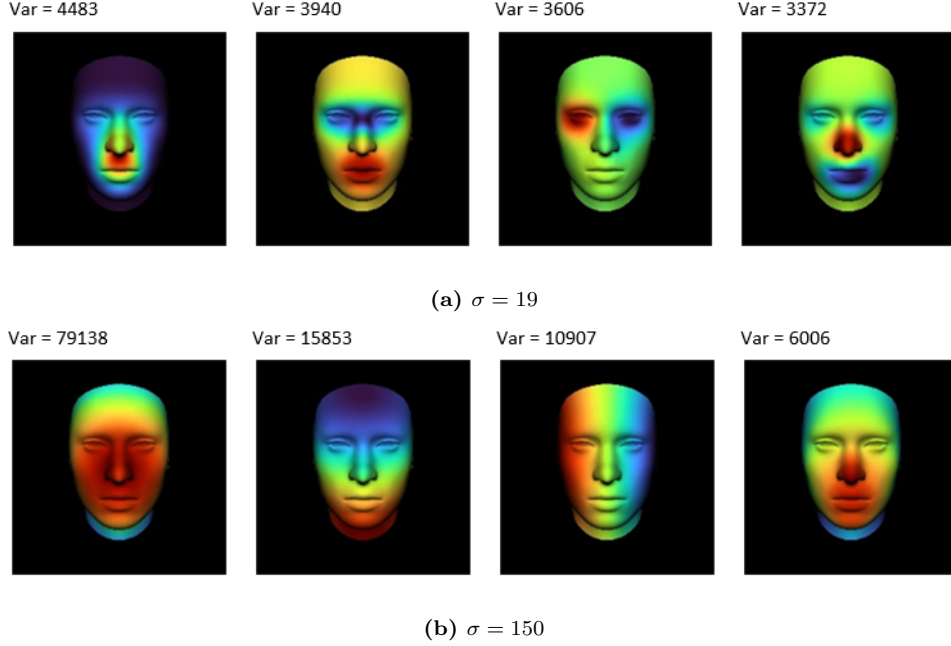 Var = 4483 Var = 3940 Var = 3606 Var = 3372
(a) σ = 19
Var = 79138 Var = 15853 Var = 10907 Var = 6006
(b) σ = 150